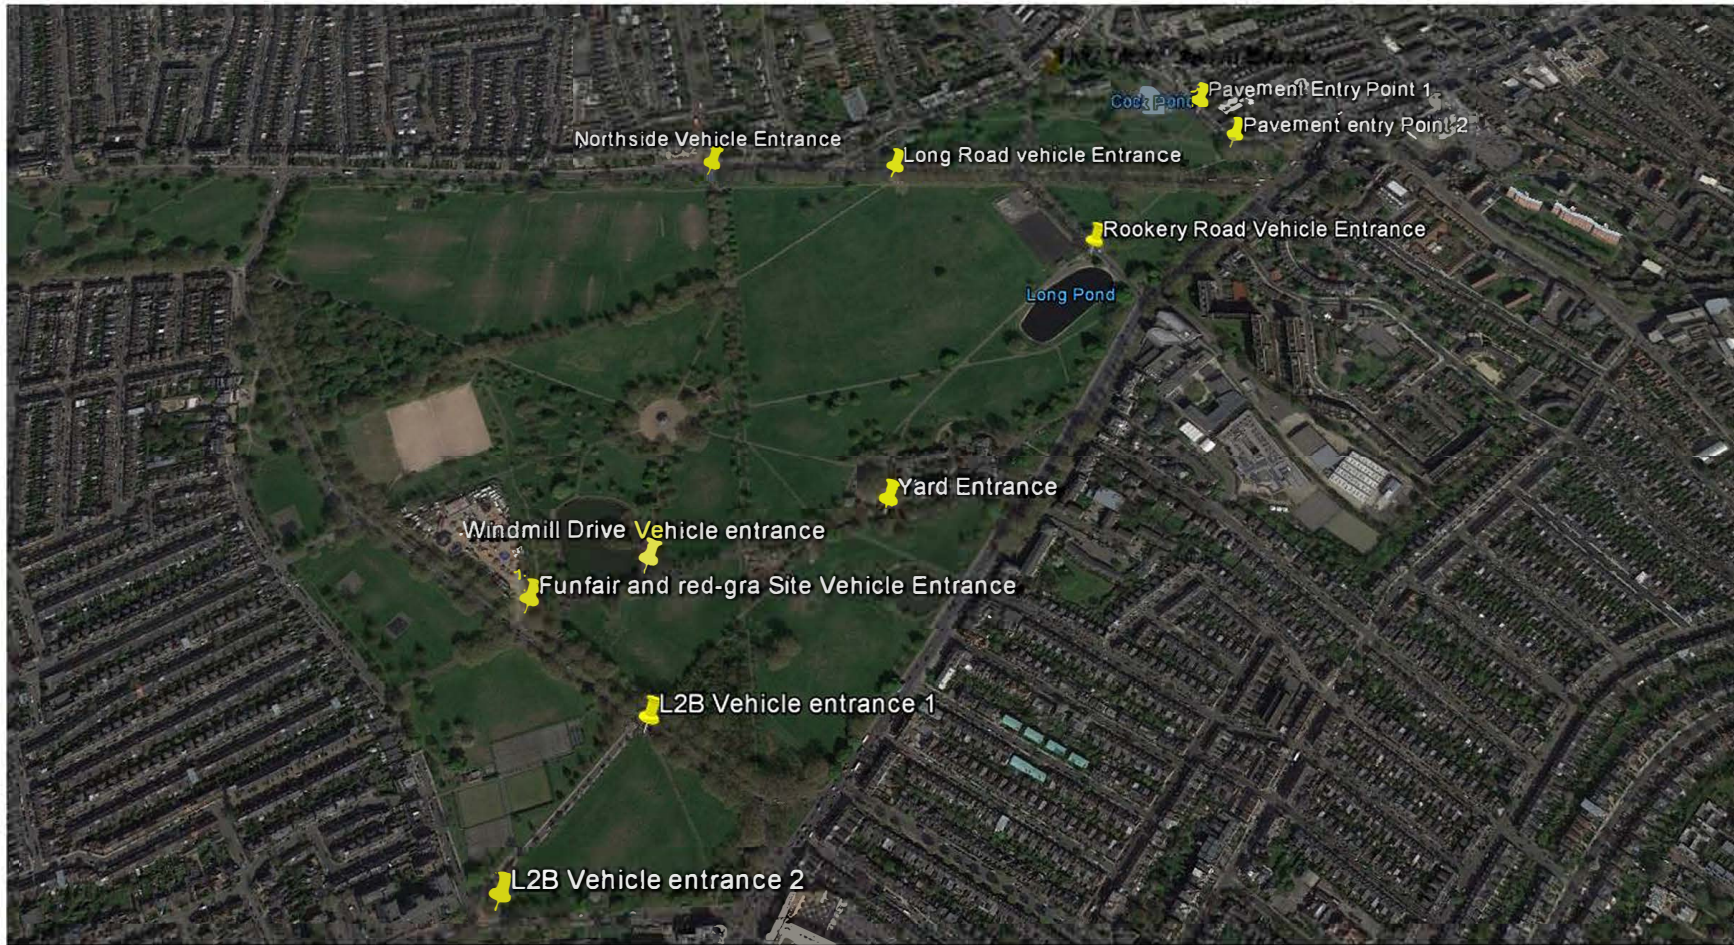 Pavement Entry Point 1
Cock Pond
Pavement entry Point 2
Northside Vehicle Entrance
Long Road vehicle Entrance
Rookery Road Vehicle Entrance
Long Pond
Yard Entrance
Windmill Drive Vehicle entrance
Funfair and red-gra Site Vehicle Entrance
L2B Vehicle entrance 1
L2B Vehicle entrance 2